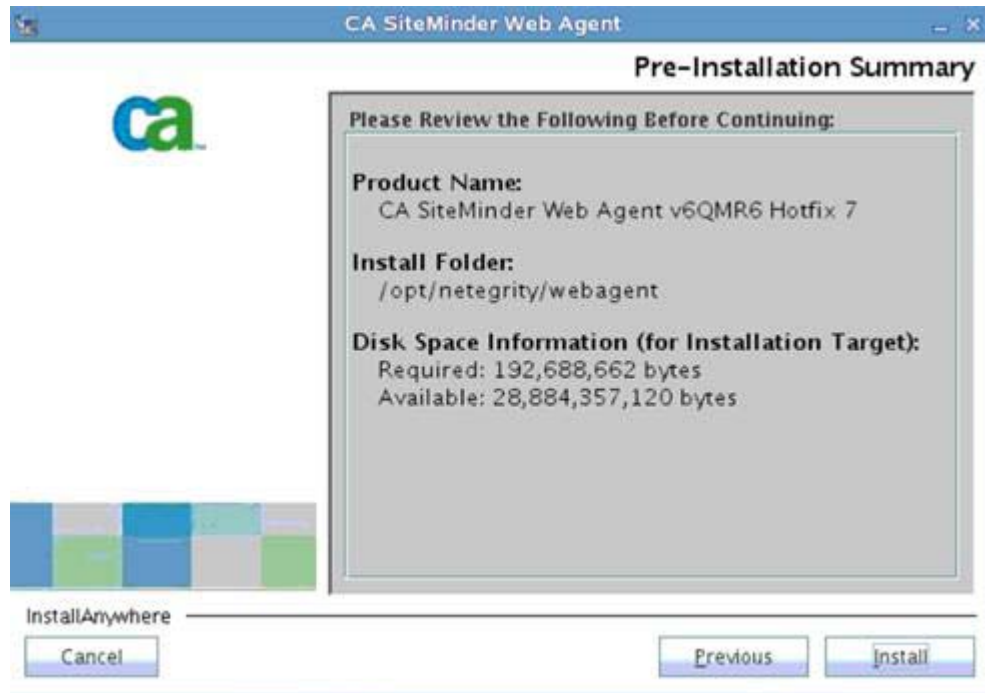 CA SiteMinder Web Agent
Pre-Installation Summary
ca
Please Review the Following Before Continuing:
Product Name:
CA SiteMinder Web Agent v6QMR6 Hotfix 7
Install Folder:
/opt/netegrity/webagent
Disk Space Information (for Installation Target):
Required: 192,688,662 bytes
Available: 28,884,357,120 bytes
InstallAnywhere
Cancel
Previous
Install